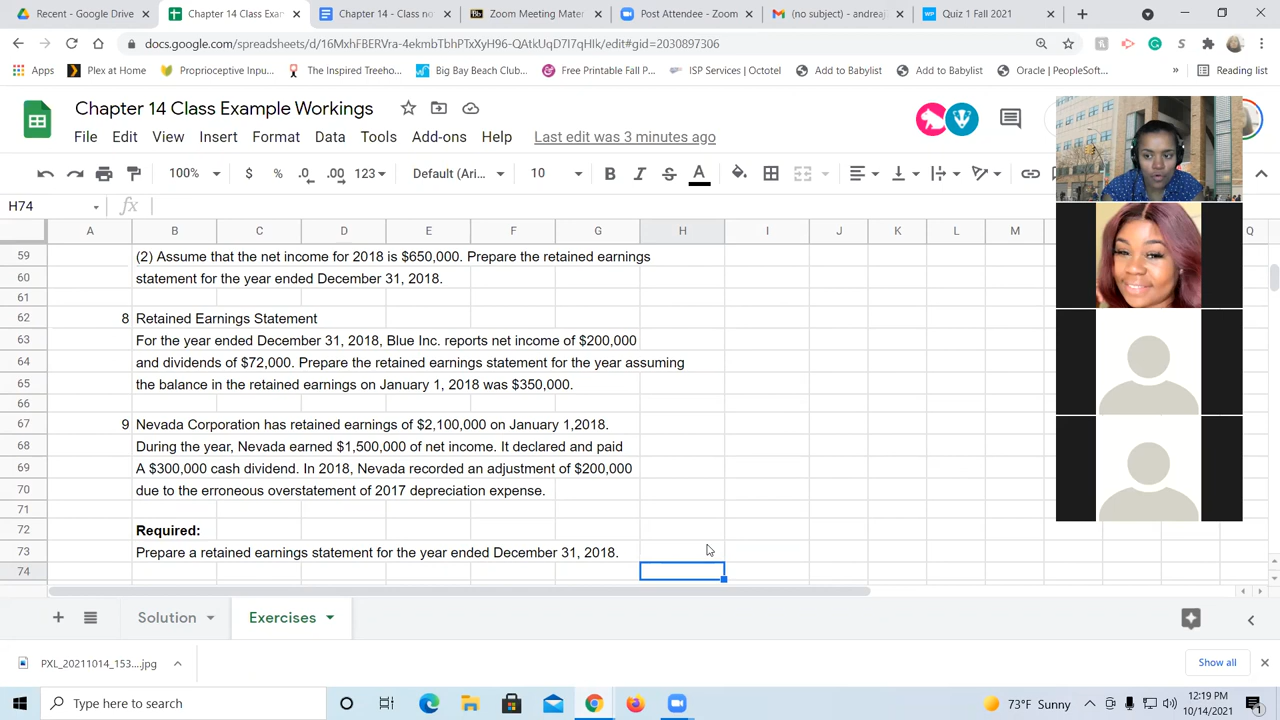 Recent - Google Drive
Chapter 14 Class Exan
Chapter 14 - Class no
Zoom Meeting Mater
Post Attendee - Zoom
(no subject) - andreaj
Quiz 1 Fall 2021
docs.google.com/spreadsheets/d/16MxhFBERVra-4ekmbTbtPTxXyH96-QAtkUqD7I7qHIk/edit#gid=2030897306
Apps
Plex at Home
Proprioceptive Inpu...
The Inspired Treeho...
Big Bay Beach Club...
Free Printable Fall P...
ISP Services | Octotel
Add to Babylist
Add to Babylist
Oracle | PeopleSoft...
»
Reading list
Chapter 14 Class Example Workings
File Edit View Insert Format Data Tools Add-ons Help Last edit was 3 minutes ago
100% $ % .0 .00 123 Default (Ari... 10 B I S A
H74 fx
A B C D E F G H I J K L M Q
59 (2) Assume that the net income for 2018 is $650,000. Prepare the retained earnings
60 statement for the year ended December 31, 2018.
61
62 8 Retained Earnings Statement
63 For the year ended December 31, 2018, Blue Inc. reports net income of $200,000
64 and dividends of $72,000. Prepare the retained earnings statement for the year assuming
65 the balance in the retained earnings on January 1, 2018 was $350,000.
66
67 9 Nevada Corporation has retained earnings of $2,100,000 on January 1,2018.
68 During the year, Nevada earned $1,500,000 of net income. It declared and paid
69 A $300,000 cash dividend. In 2018, Nevada recorded an adjustment of $200,000
70 due to the erroneous overstatement of 2017 depreciation expense.
71
72 Required:
73 Prepare a retained earnings statement for the year ended December 31, 2018.
74
Solution
Exercises
PXL_20211014_153....jpg
Show all
Type here to search
73°F Sunny
12:19 PM
10/14/2021